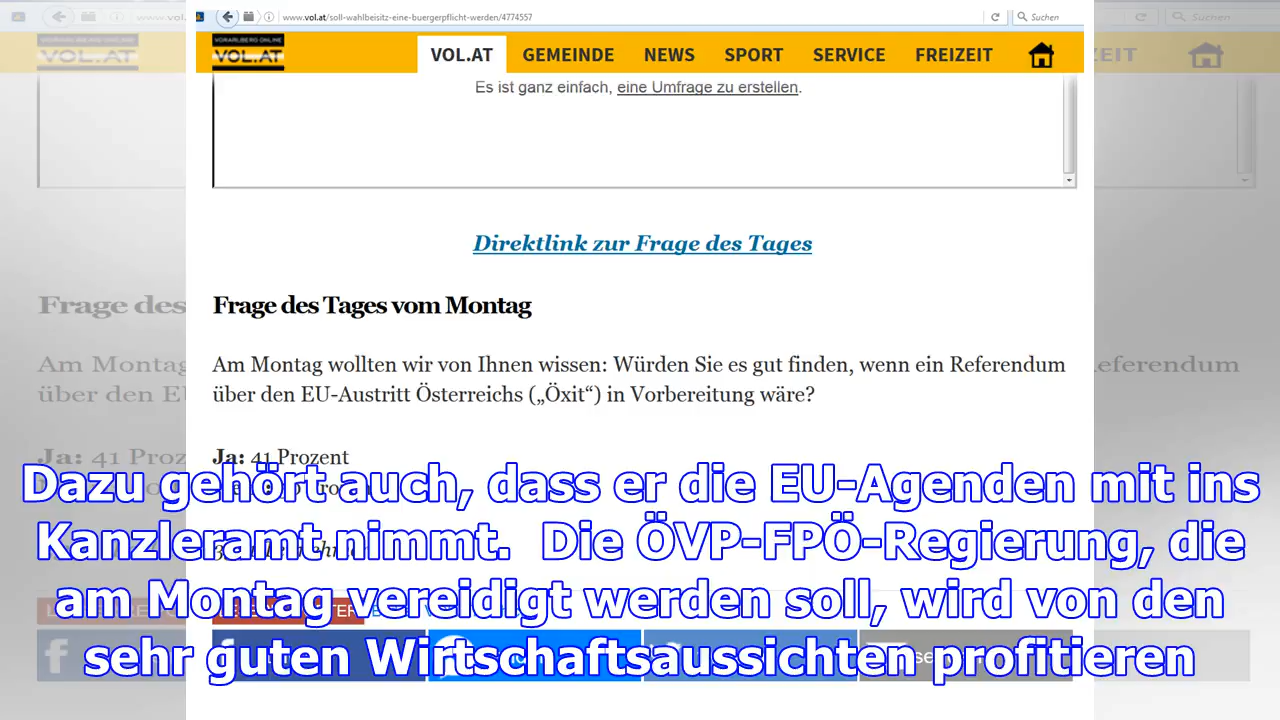 www.vol.at/soll-wahlbeisitz-eine-buergerpflicht-werden/4774557
Suchen
VORARLBERG ONLINE
VOL.AT
VOL.AT GEMEINDE NEWS SPORT SERVICE FREIZEIT
Es ist ganz einfach, eine Umfrage zu erstellen.
Direktlink zur Frage des Tages
Frage des Tages vom Montag
Am Montag wollten wir von Ihnen wissen: Würden Sie es gut finden, wenn ein Referendum
über den EU-Austritt Österreichs („Öxit“) in Vorbereitung wäre?
Ja: 41 Prozent
Dazu gehört auch, dass er die EU-Agenden mit ins
Kanzleramt nimmt. Die ÖVP-FPÖ-Regierung, die
am Montag vereidigt werden soll, wird von den
sehr guten Wirtschaftsaussichten profitieren